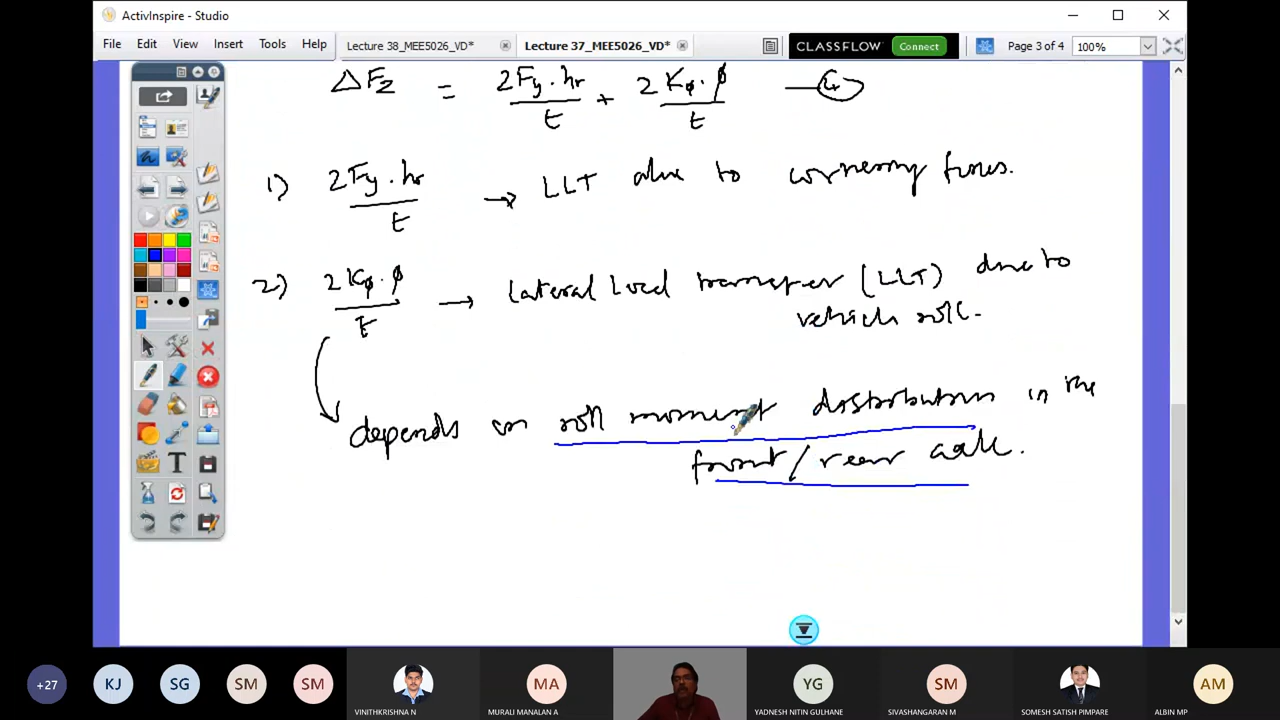 ActivInspire - Studio
File Edit View Insert Tools Help
Lecture 38_MEE5026_VD*
Lecture 37_MEE5026_VD*
CLASSFLOW Connect
Page 3 of 4
100%
ΔFz = 2Fy·hr/t + 2Kφ·φ/t
1) 2Fy·hr/t → LLT due to cornering forces.
2) 2Kφ·φ/t → lateral load transfer (LLT) due to
vehicle roll.
depends on roll moment distribution in the
front/rear axle.
+27
KJ
SG
SM
SM
VINITHKRISHNA N
MA
MURALI MANALAN A
YG
YADNESH NITIN GULHANE
SM
SIVASHANGARAN M
SOMESH SATISH PIMPARE
AM
ALBIN MP